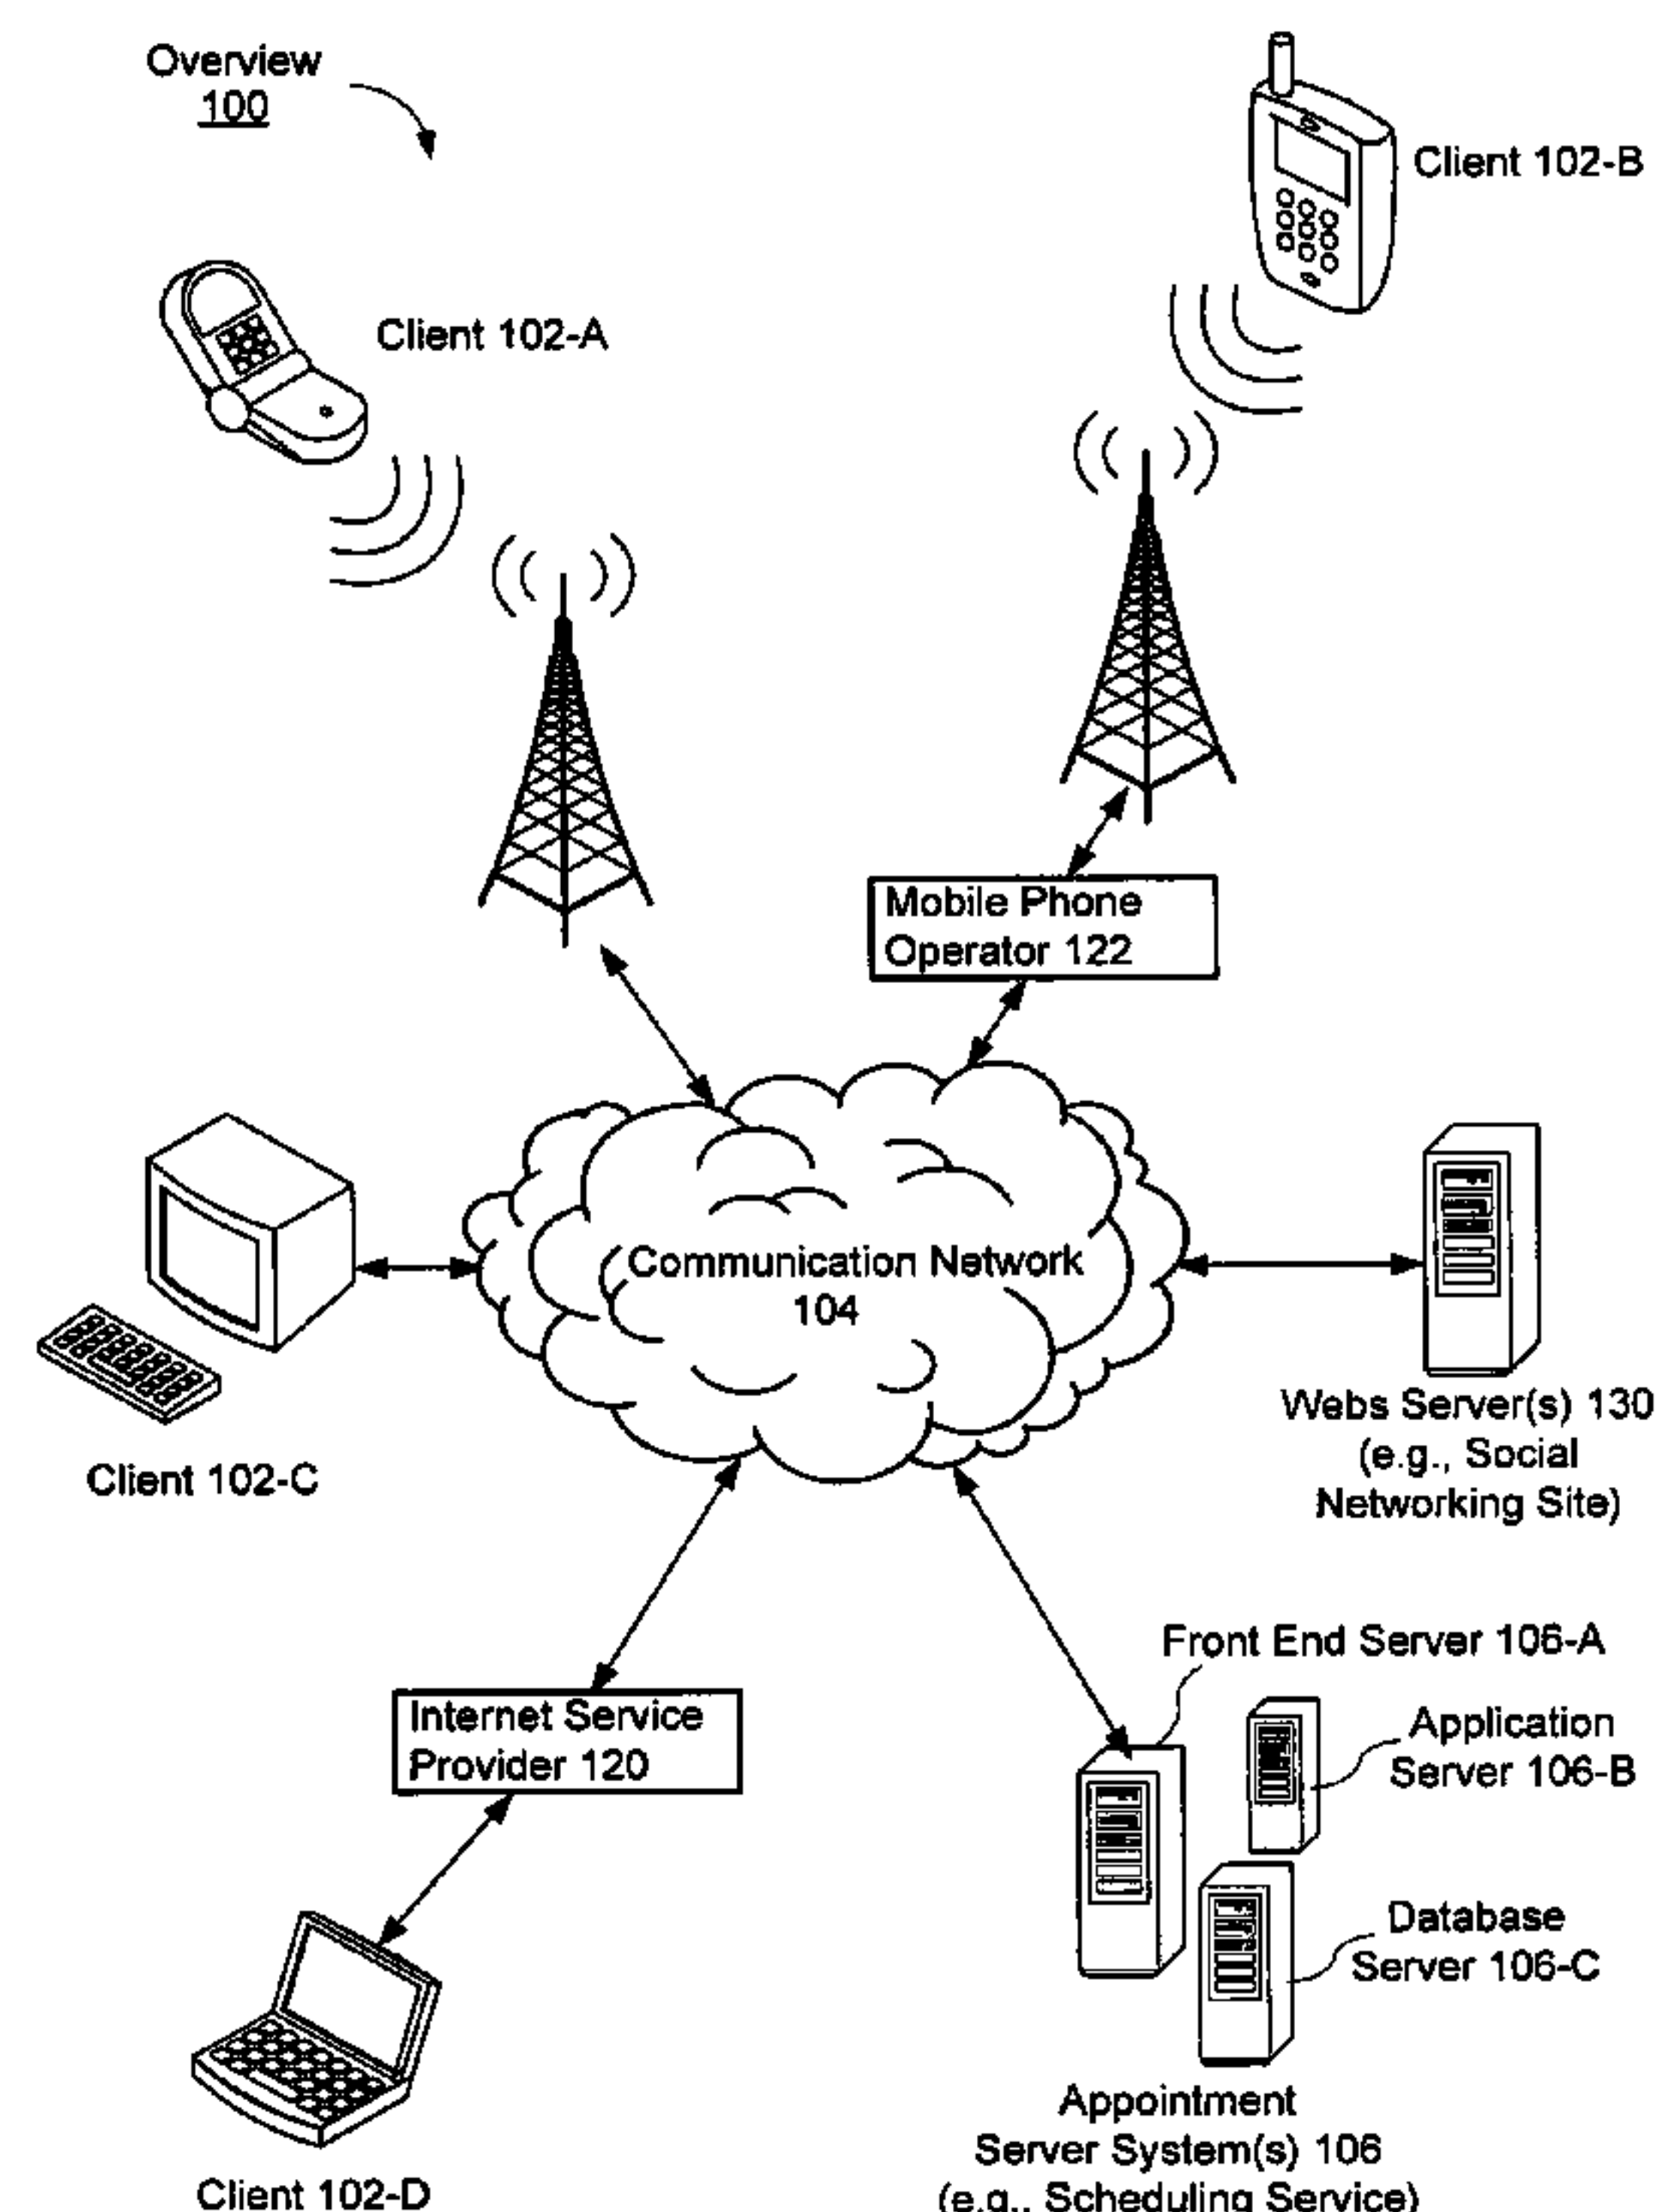 Overview
100
Client 102-B
Client 102-A
Mobile Phone
Operator 122
Communication Network
104
Webs Server(s) 130
(e.g., Social
Networking Site)
Client 102-C
Front End Server 106-A
Internet Service
Provider 120
Application
Server 106-B
Database
Server 106-C
Appointment
Server System(s) 106
(e.g., Scheduling Service)
Client 102-D